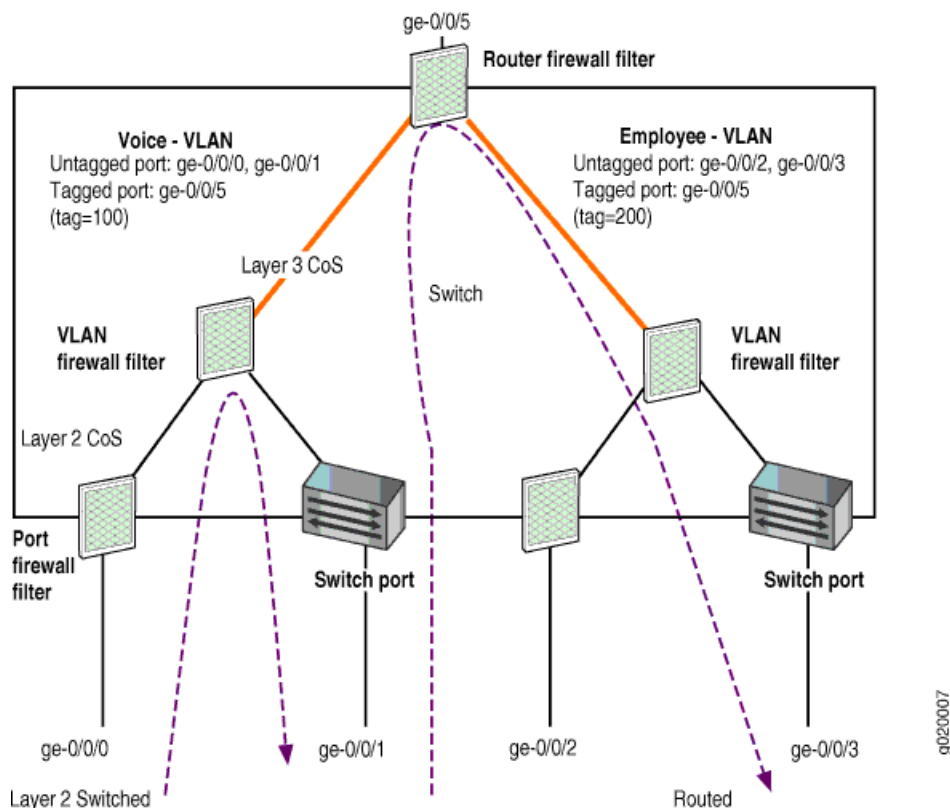 ge-0/0/5
Router firewall filter
Voice - VLAN
Untagged port: ge-0/0/0, ge-0/0/1
Tagged port: ge-0/0/5
(tag=100)
Employee - VLAN
Untagged port: ge-0/0/2, ge-0/0/3
Tagged port: ge-0/0/5
(tag=200)
Layer 3 CoS
Switch
VLAN
firewall filter
VLAN
firewall filter
Layer 2 CoS
Port
firewall
filter
Switch port
Switch port
ge-0/0/0
ge-0/0/1
ge-0/0/2
ge-0/0/3
Layer 2 Switched
Routed
g020007